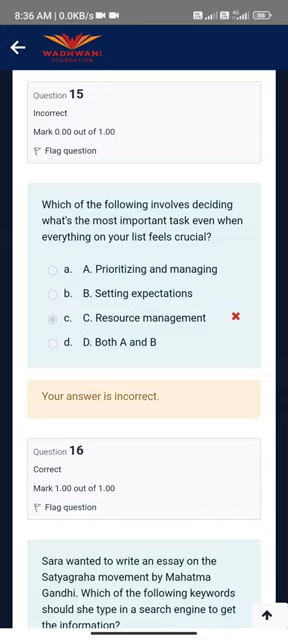 8:36 AM | 0.0KB/s
4G
86
WADHWANI
FOUNDATION
Question 15
Incorrect
Mark 0.00 out of 1.00
Flag question
Which of the following involves deciding
what's the most important task even when
everything on your list feels crucial?
a. A. Prioritizing and managing
b. B. Setting expectations
c. C. Resource management
d. D. Both A and B
Your answer is incorrect.
Question 16
Correct
Mark 1.00 out of 1.00
Flag question
Sara wanted to write an essay on the
Satyagraha movement by Mahatma
Gandhi. Which of the following keywords
should she type in a search engine to get
the information?